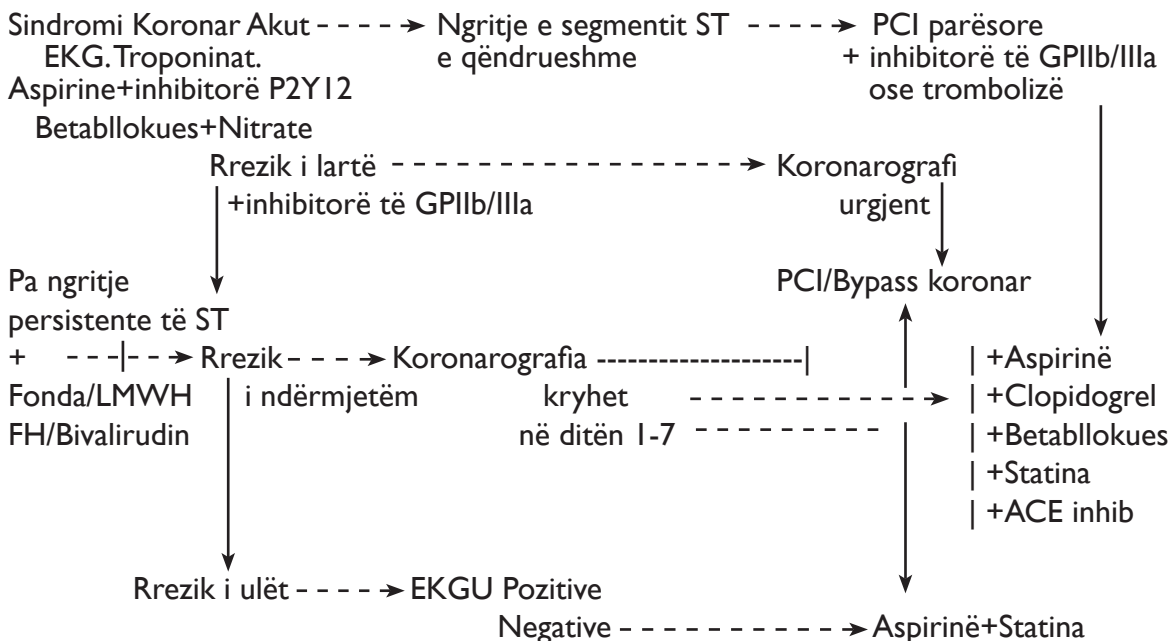 Sindromi Koronar Akut Ngritje e segmentit ST PCI parësore
EKG. Troponinat. e qëndrueshme + inhibitorë të GPIIb/IIIa
Aspirine+inhibitorë P2Y12 ose trombolizë
Betabllokues+Nitrate
Rrezik i lartë Koronarografi
+inhibitorë të GPIIb/IIIa urgjent
Pa ngritje PCI/Bypass koronar
persistente të ST
+ Rrezik Koronarografia | +Aspirinë
Fonda/LMWH i ndërmjetëm kryhet | +Clopidogrel
FH/Bivalirudin në ditën 1-7 | +Betabllokues
| +Statina
| +ACE inhib
Rrezik i ulët EKGU Pozitive
Negative Aspirinë+Statina